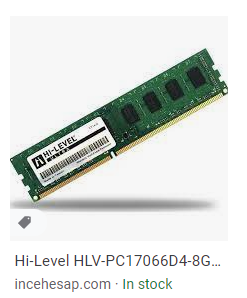 HI-LEVEL
Hi-Level HLV-PC17066D4-8G...
incehesap.com · In stock